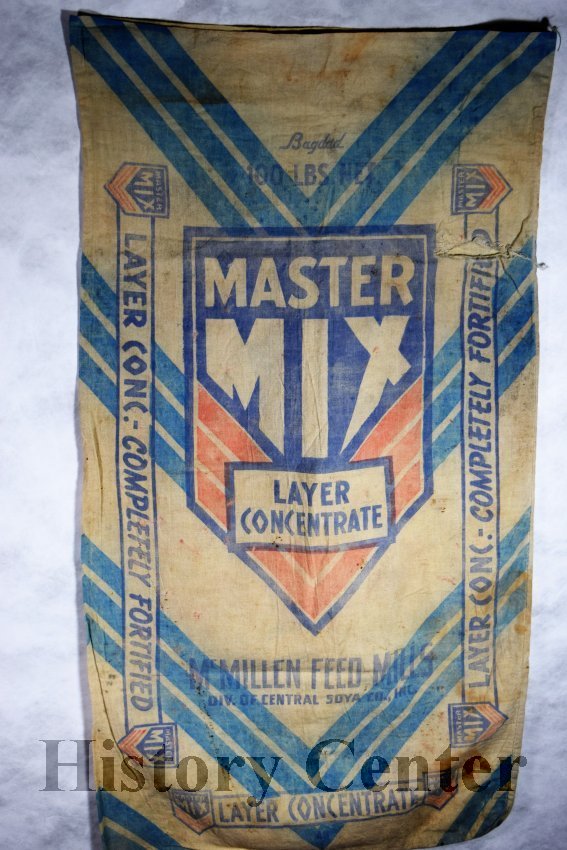 Bagdad
100 LBS NET
MASTER
MIX
LAYER
CONCENTRATE
MCMILLEN FEED MILLS
DIV. OF CENTRAL SOYA CO., INC.
MASTER
MIX
LAYER CONC.- COMPLETELY FORTIFIED
MASTER
MIX
MASTER
MIX
LAYER CONC.- COMPLETELY FORTIFIED
MASTER
MIX
LAYER CONCENTRATE
History Center